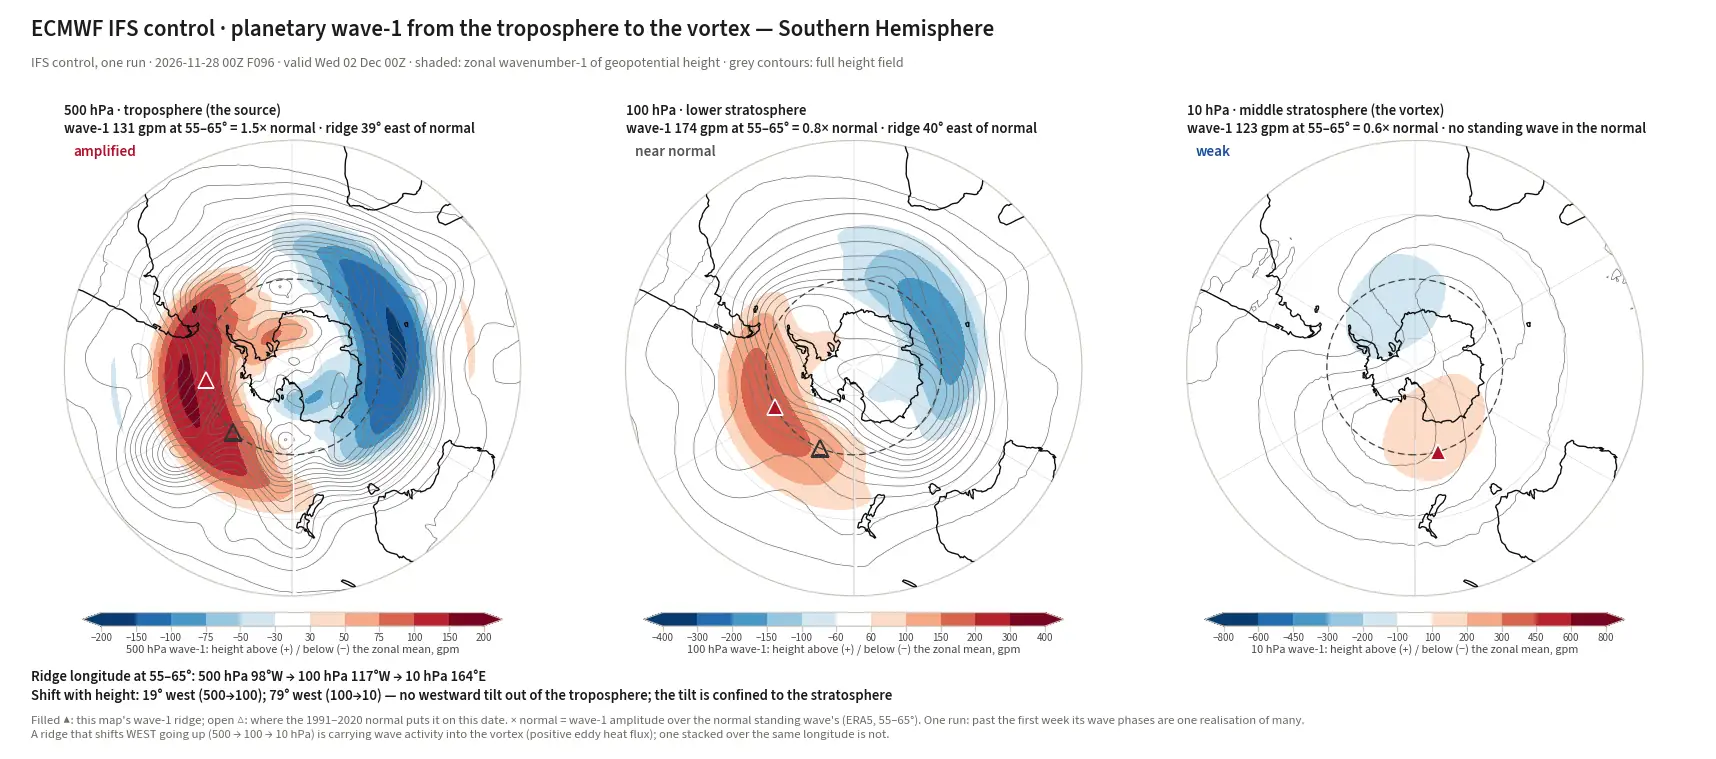 ECMWF IFS control · planetary wave-1 from the troposphere to the vortex — Southern Hemisphere
IFS control, one run · 2026-11-28 00Z F096 · valid Wed 02 Dec 00Z · shaded: zonal wavenumber-1 of geopotential height · grey contours: full height field
500 hPa · troposphere (the source)
wave-1 131 gpm at 55–65° = 1.5× normal · ridge 39° east of normal
amplified
100 hPa · lower stratosphere
wave-1 174 gpm at 55–65° = 0.8× normal · ridge 40° east of normal
near normal
10 hPa · middle stratosphere (the vortex)
wave-1 123 gpm at 55–65° = 0.6× normal · no standing wave in the normal
weak
−200 −150 −100 −75 −50 −30 30 50 75 100 150 200
500 hPa wave-1: height above (+) / below (−) the zonal mean, gpm
−400 −300 −200 −150 −100 −60 60 100 150 200 300 400
100 hPa wave-1: height above (+) / below (−) the zonal mean, gpm
−800 −600 −450 −300 −200 −100 100 200 300 450 600 800
10 hPa wave-1: height above (+) / below (−) the zonal mean, gpm
Ridge longitude at 55–65°: 500 hPa 98°W → 100 hPa 117°W → 10 hPa 164°E
Shift with height: 19° west (500→100); 79° west (100→10) — no westward tilt out of the troposphere; the tilt is confined to the stratosphere
Filled ▲: this map's wave-1 ridge; open △: where the 1991–2020 normal puts it on this date. × normal = wave-1 amplitude over the normal standing wave's (ERA5, 55–65°). One run: past the first week its wave phases are one realisation of many.
A ridge that shifts WEST going up (500 → 100 → 10 hPa) is carrying wave activity into the vortex (positive eddy heat flux); one stacked over the same longitude is not.